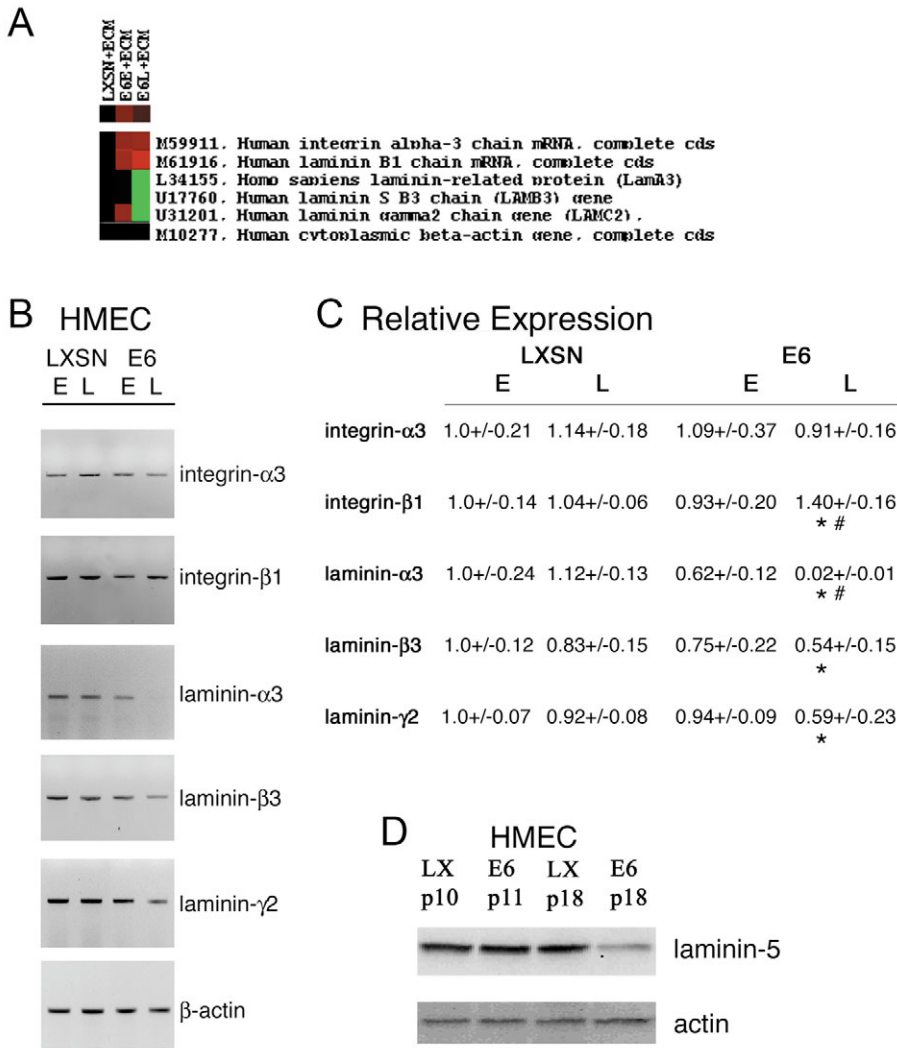 A
LXSN+ECM
E6E+ECM
E6L+ECM
M59911. Human integrin alpha-3 chain mRNA. complete cds
M61916. Human laminin B1 chain mRNA. complete cds
L34155. Homo sapiens laminin-related protein (LamA3)
U17760. Human laminin S B3 chain (LAMB3) gene
U31201. Human laminin gamma2 chain gene (LAMC2).
M10277. Human cytoplasmic beta-actin gene. complete cds
B HMEC
LXSN E6
E L E L
integrin-α3
integrin-β1
laminin-α3
laminin-β3
laminin-γ2
β-actin
C Relative Expression
LXSN E6
E L E L
integrin-α3 1.0+/-0.21 1.14+/-0.18 1.09+/-0.37 0.91+/-0.16
integrin-β1 1.0+/-0.14 1.04+/-0.06 0.93+/-0.20 1.40+/-0.16
* #
laminin-α3 1.0+/-0.24 1.12+/-0.13 0.62+/-0.12 0.02+/-0.01
* #
laminin-β3 1.0+/-0.12 0.83+/-0.15 0.75+/-0.22 0.54+/-0.15
*
laminin-γ2 1.0+/-0.07 0.92+/-0.08 0.94+/-0.09 0.59+/-0.23
*
D HMEC
LX E6 LX E6
p10 p11 p18 p18
laminin-5
actin